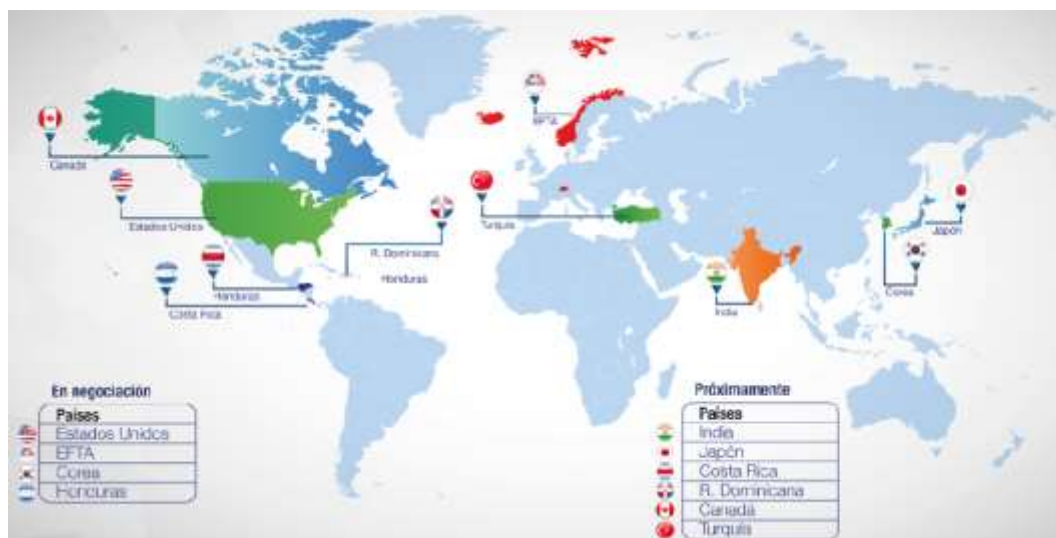 EFTA
Canadá
Turquía
Estados Unidos
R. Dominicana
Japón
Honduras
Honduras
Costa Rica
Corea
India
En negociación
Países
Estados Unidos
EFTA
Corea
Honduras
Próximamente
Países
India
Japón
Costa Rica
R. Dominicana
Canadá
Turquía